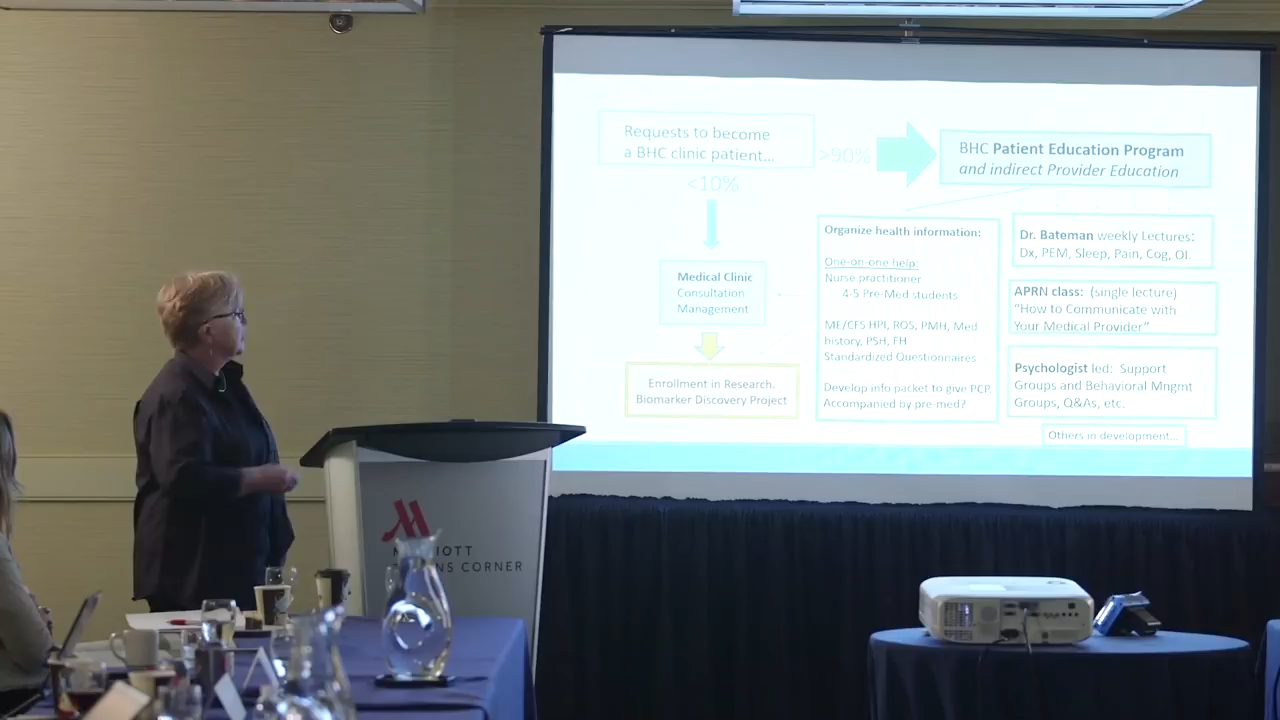 Requests to become
a BHC clinic patient...
>90%
BHC Patient Education Program
and indirect Provider Education
<10%
Medical Clinic
Consultation
Management
Enrollment in Research.
Biomarker Discovery Project
Organize health information:
One-on-one help:
Nurse practitioner
4-5 Pre-Med students
ME/CFS HPI, ROS, PMH, Med
history, PSH, FH
Standardized Questionnaires
Develop info packet to give PCP.
Accompanied by pre-med?
Dr. Bateman weekly Lectures:
Dx, PEM, Sleep, Pain, Cog, OI.
APRN class: (single lecture)
"How to Communicate with
Your Medical Provider"
Psychologist led: Support
Groups and Behavioral Mngmt
Groups, Q&As, etc.
Others in development...
CORNER